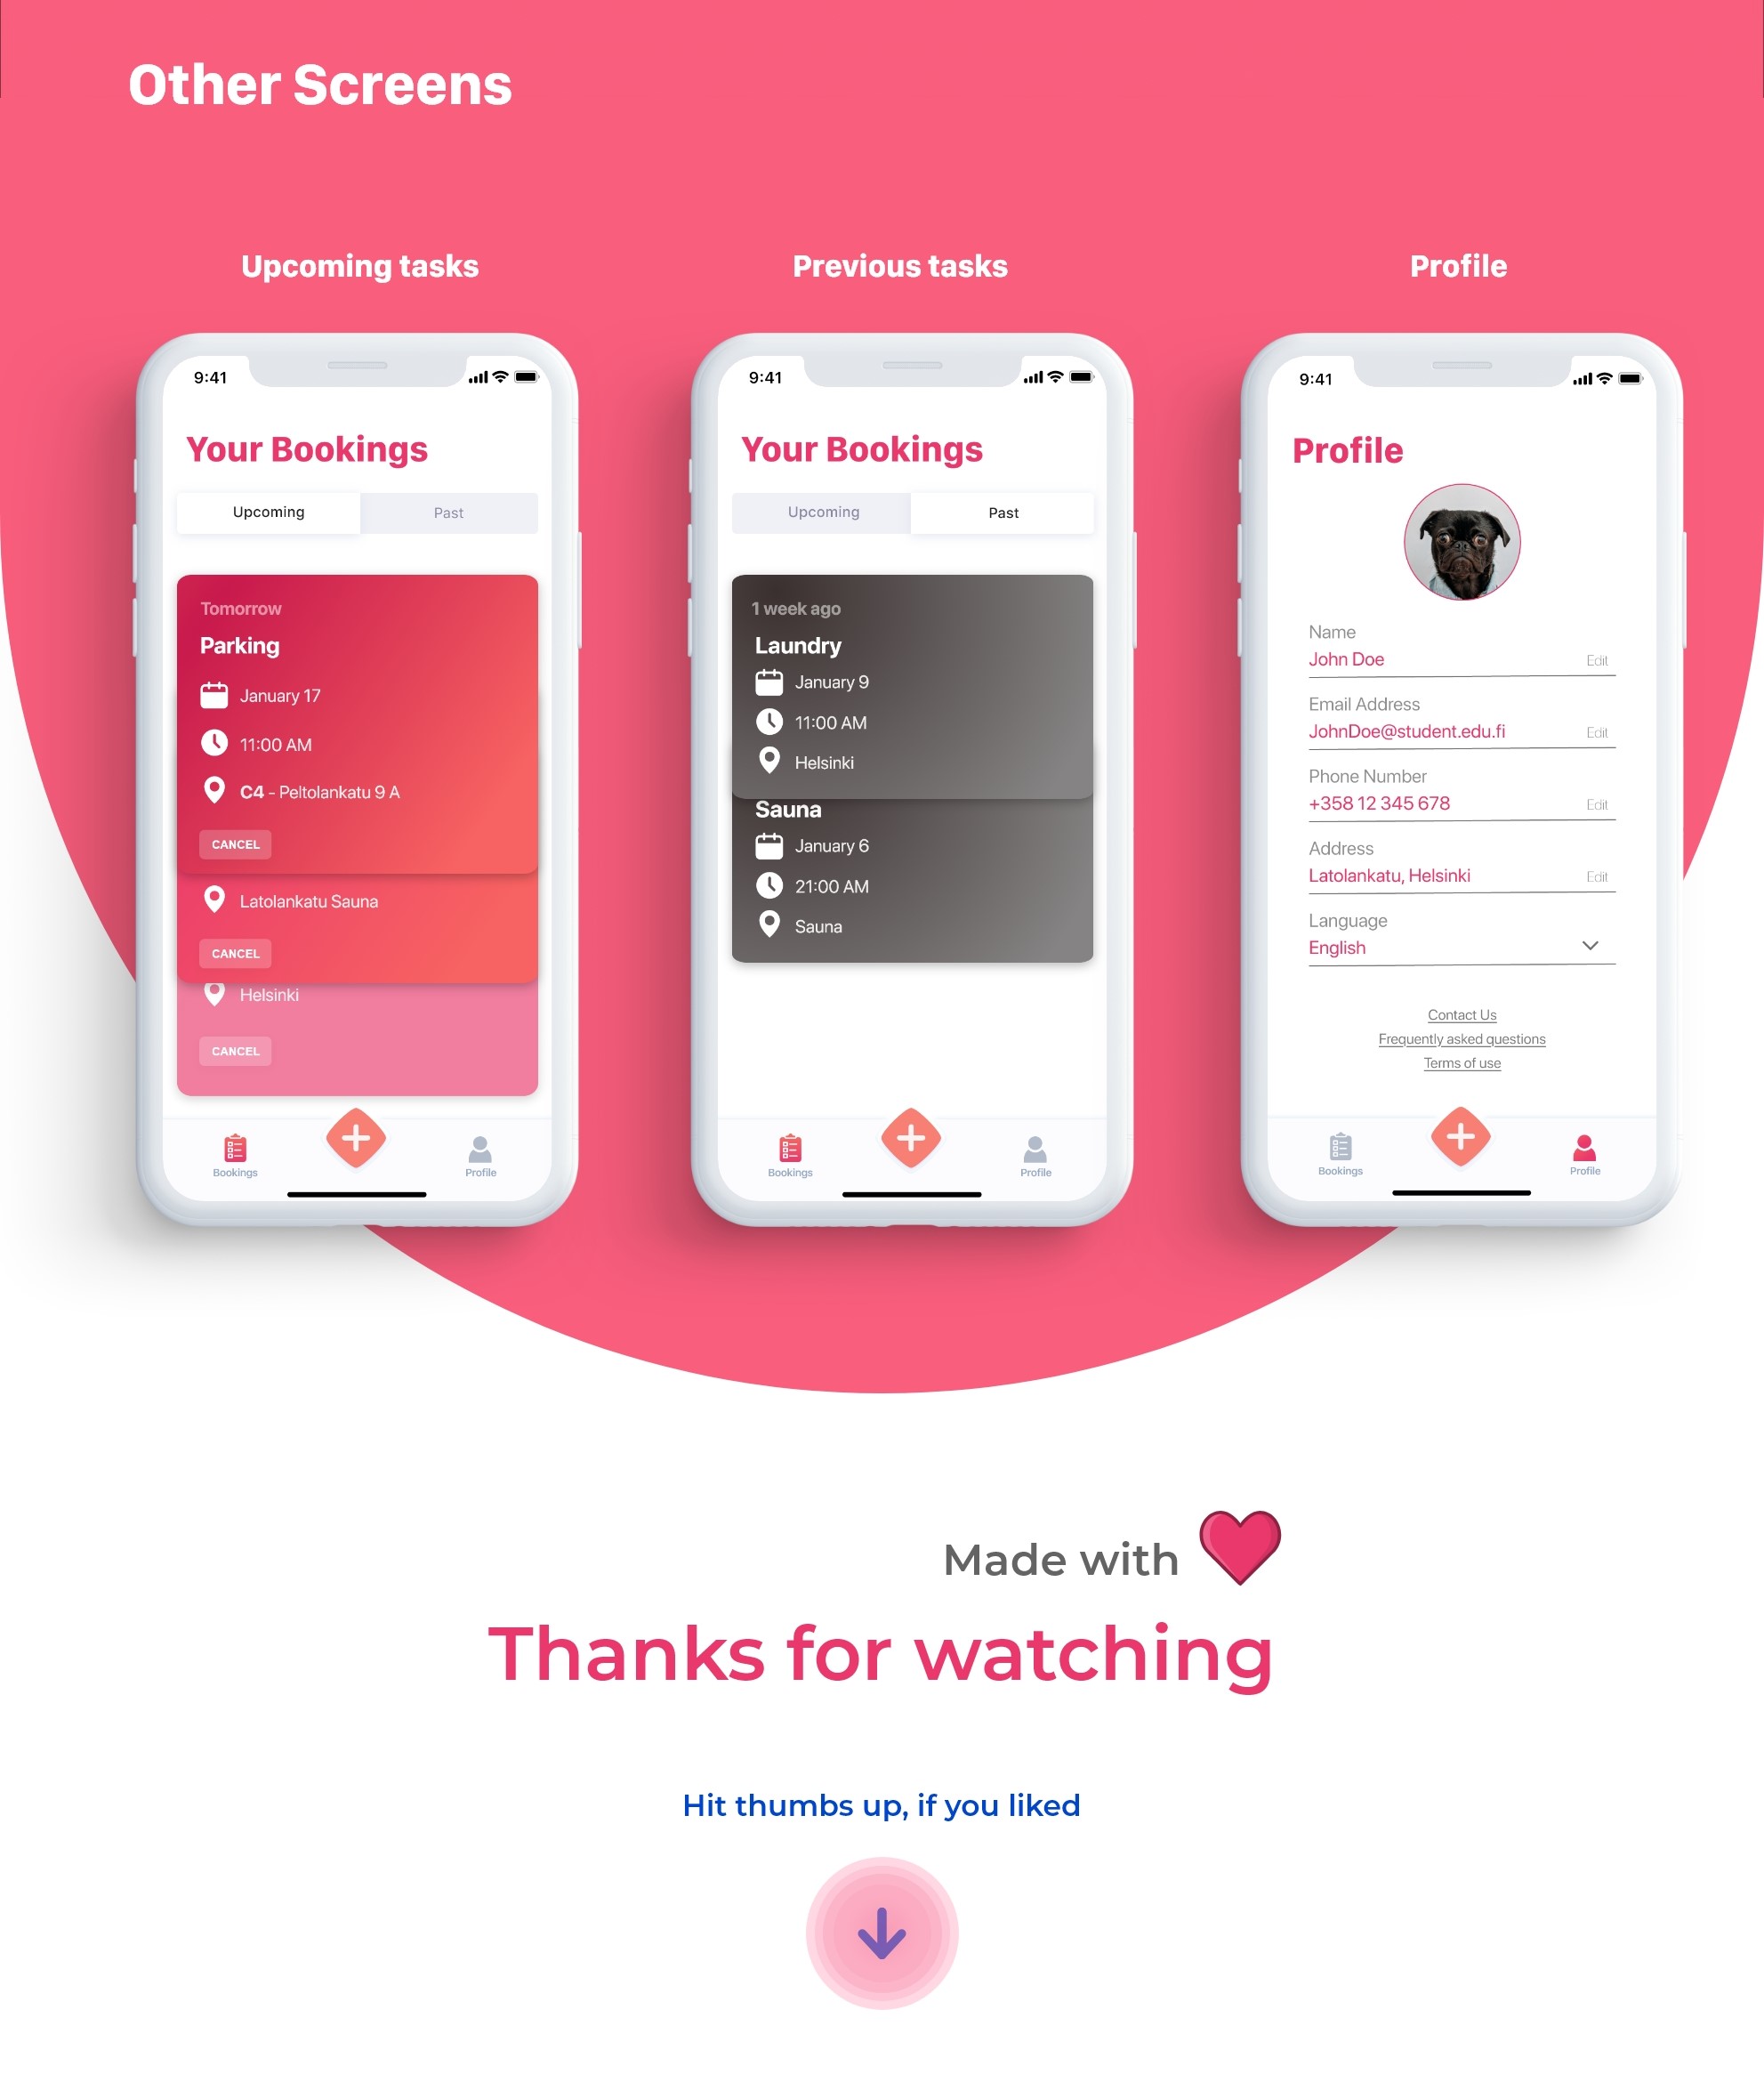 Other Screens
Upcoming tasks
Previous tasks
Profile
9:41
Your Bookings
Upcoming
Past
Tomorrow
Parking
January 17
11:00 AM
C4 - Peltolankatu 9 A
CANCEL
Latolankatu Sauna
CANCEL
Helsinki
CANCEL
Bookings
Profile
9:41
Your Bookings
Upcoming
Past
1 week ago
Laundry
January 9
11:00 AM
Helsinki
Sauna
January 6
21:00 AM
Sauna
Bookings
Profile
9:41
Profile
Name
John Doe
Edit
Email Address
JohnDoe@student.edu.fi
Edit
Phone Number
+358 12 345 678
Edit
Address
Latolankatu, Helsinki
Edit
Language
English
Contact Us
Frequently asked questions
Terms of use
Bookings
Profile
Made with
Thanks for watching
Hit thumbs up, if you liked